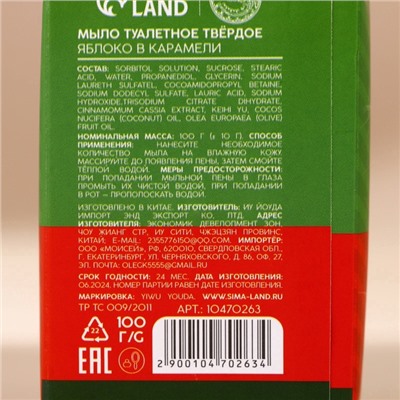 LAND
МЫЛО ТУАЛЕТНОЕ ТВЁРДОЕ
ЯБЛОКО В КАРАМЕЛИ
СОСТАВ: SORBITOL SOLUTION, SUCROSE, STEARIC
ACID, WATER, PROPANEDIOL, GLYCERIN, SODIUM
LAURETH SULFATEL, COCOAMIDOPROPYL BETAINE,
SODIUM DODECYL SULFATE, LAURIC ACID, SODIUM
HYDROXIDE.TRISODIUM CITRATE DIHYDRATE,
CINNAMOMUM CASSIA EXTRACT, KEIHI YU, COCOS
NUCIFERA (COCONUT) OIL, OLEA EUROPAEA (OLIVE)
FRUIT OIL.
НОМИНАЛЬНАЯ МАССА: 100 Г (± 10 Г). СПОСОБ
ПРИМЕНЕНИЯ: НАНЕСИТЕ НЕОБХОДИМОЕ
КОЛИЧЕСТВО МЫЛА НА ВЛАЖНУЮ КОЖУ
МАССИРУЙТЕ ДО ПОЯВЛЕНИЯ ПЕНЫ, ЗАТЕМ СМОЙТЕ
ТЁПЛОЙ ВОДОЙ. МЕРЫ ПРЕДОСТОРОЖНОСТИ:
ПРИ ПОПАДАНИИ МЫЛЬНОЙ ПЕНЫ В ГЛАЗА
ПРОМЫТЬ ИХ ЧИСТОЙ ВОДОЙ, ПРИ ПОПАДАНИИ
В РОТ — ПРОПОЛОСКАТЬ ВОДОЙ.
ИЗГОТОВЛЕНО В КИТАЕ. ИЗГОТОВИТЕЛЬ: ИУ ЙОУДА
ИМПОРТ ЭНД ЭКСПОРТ КО, ЛТД. АДРЕС
ИЗГОТОВИТЕЛЯ: ЭКОНОМИК ДЕВЕЛОПМЕНТ ЗОН,
ЧОУ ЖИАНГ СТР, ИУ СИТИ, ЧЖЭЦЗЯН ПРОВИНС,
КИТАЙ; E-MAIL: 2355776150@QQ.COM. ИМПОРТЁР:
ООО «МОИСЕЙ», РФ, 620010, СВЕРДЛОВСКАЯ ОБЛ.,
Г. ЕКАТЕРИНБУРГ, УЛ. ЧЕРНЯХОВСКОГО, Д. 86, ОФ. 27,
ЭЛ. ПОЧТА: OLEGK5555@GMAIL.RU
СРОК ГОДНОСТИ: 24 МЕС. ДАТА ИЗГОТОВЛЕНИЯ:
06.2024. НОМЕР ПАРТИИ РАВЕН ДАТЕ ИЗГОТОВЛЕНИЯ.
МАРКИРОВКА: YIWU YOUDA. WWW.SIMA-LAND.RU
ТР ТС 009/2011
АРТ.: 10470263
22
100
Г/G
EAC
2 900104 702634